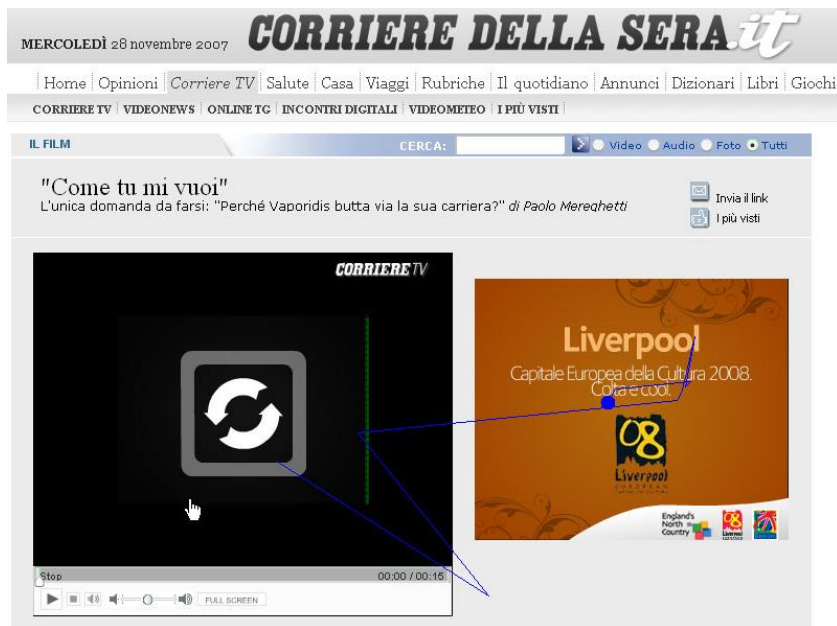 MERCOLEDÌ 28 novembre 2007 CORRIERE DELLA SERA.it
Home Opinioni Corriere TV Salute Casa Viaggi Rubriche Il quotidiano Annunci Dizionari Libri Giochi
CORRIERE TV VIDEONEWS ONLINE TG INCONTRI DIGITALI VIDEOMETEO I PIÙ VISTI
IL FILM CERCA: Video Audio Foto Tutti
"Come tu mi vuoi"
L'unica domanda da farsi: "Perché Vaporidis butta via la sua carriera?" di Paolo Mereghetti
Invia il link
I più visti
CORRIERE TV
Liverpool
Capitale Europea della Cultura 2008.
Colta e cool.
08
Liverpool
England's
North
Country
08
Stop 00:00 / 00:15
FULL SCREEN